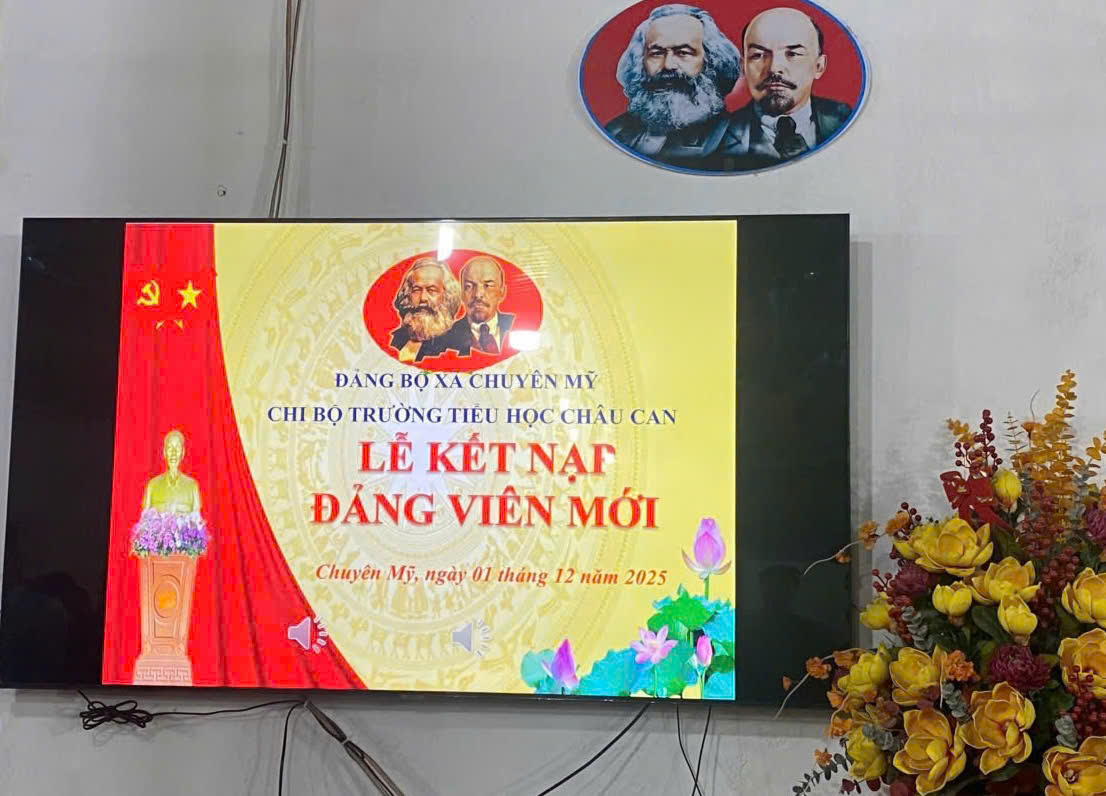 ĐẢNG BỘ XÃ CHUYÊN MỸ
CHI BỘ TRƯỜNG TIỂU HỌC CHÂU CAN
LỄ KẾT NẠP
ĐẢNG VIÊN MỚI
Chuyên Mỹ, ngày 01 tháng 12 năm 2025